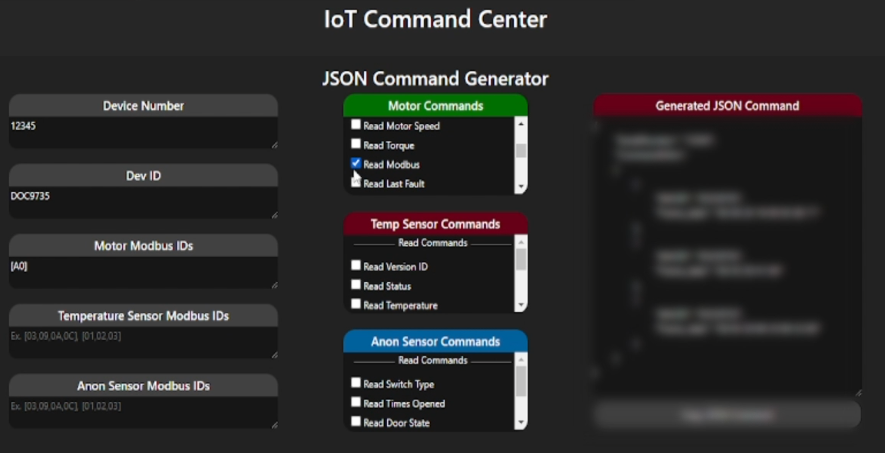 IoT Command Center
JSON Command Generator
Device Number
12345
Dev ID
DOC9735
Motor Modbus IDs
[A0]
Temperature Sensor Modbus IDs
Ex. [03,09,0A,0C], [01,02,03]
Anon Sensor Modbus IDs
Ex. [03,09,0A,0C], [01,02,03]
Motor Commands
Read Motor Speed
Read Torque
Read Modbus
Read Last Fault
Temp Sensor Commands
Read Commands
Read Version ID
Read Status
Read Temperature
Anon Sensor Commands
Read Commands
Read Switch Type
Read Times Opened
Read Door State
Generated JSON Command